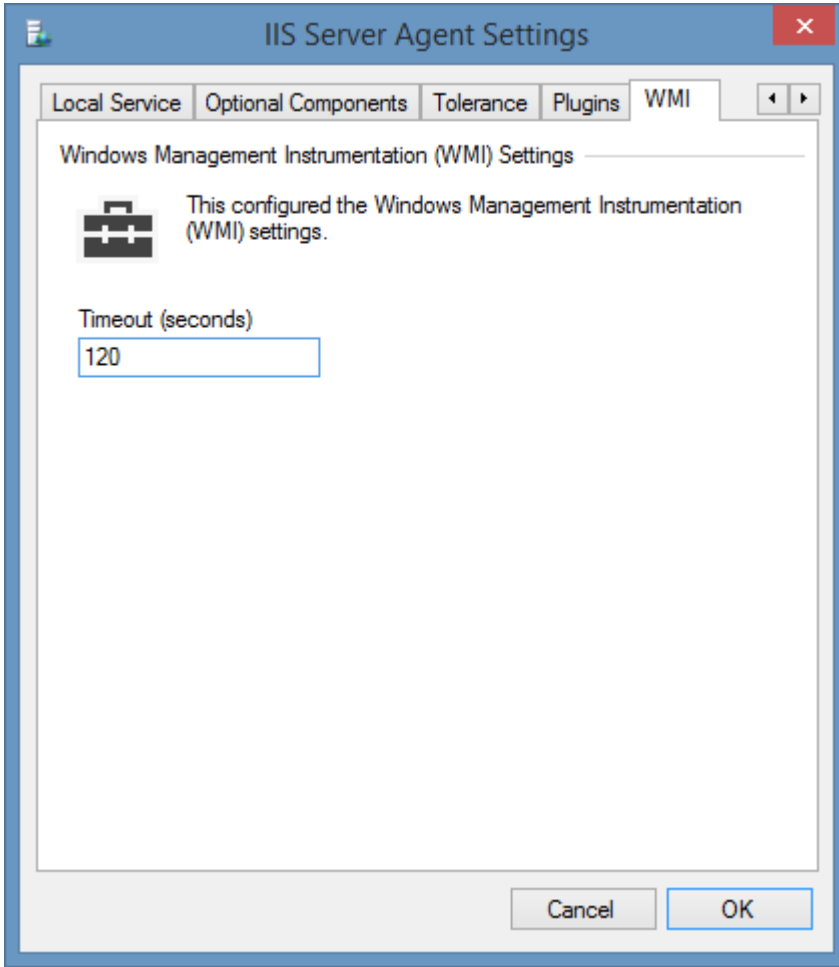 IIS Server Agent Settings
Local Service Optional Components Tolerance Plugins WMI
Windows Management Instrumentation (WMI) Settings
This configured the Windows Management Instrumentation
(WMI) settings.
Timeout (seconds)
120
Cancel OK